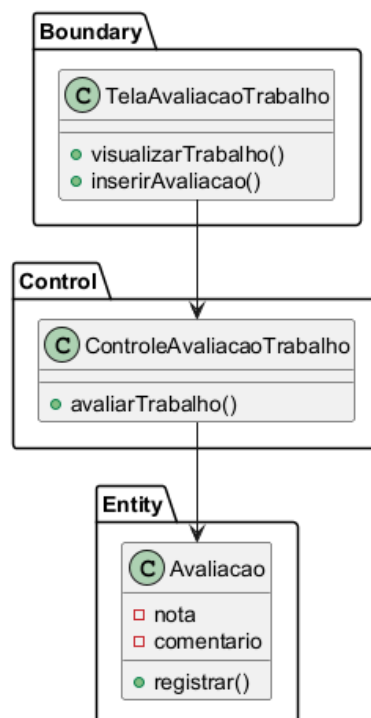 Boundary
C TelaAvaliacaoTrabalho
visualizarTrabalho()
inserirAvaliacao()
Control
C ControleAvaliacaoTrabalho
avaliarTrabalho()
Entity
C Avaliacao
nota
comentario
registrar()